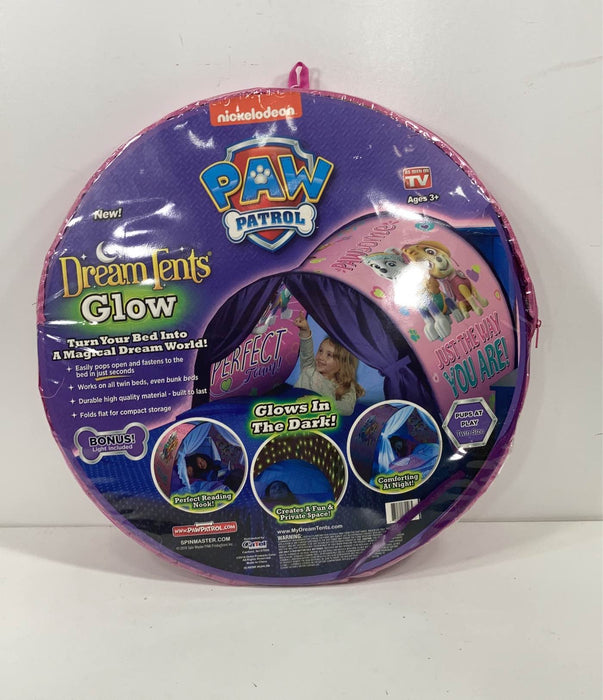 nickelodeon
PAW
PATROL
AS SEEN ON
TV
Ages 3+
New!
DreamTents®
Glow
Turn Your Bed Into
A Magical Dream World!
• Easily pops open and fastens to the
bed in just seconds
• Works on all twin beds, even bunk beds
• Durable high quality material - built to last
• Folds flat for compact storage
BONUS!
Light Included
PAWSOME
JUST THE WAY
YOU ARE!
PERFECT
PUPS AT
PLAY
Glows In
The Dark!
Perfect Reading
Nook!
Creates A Fun &
Private Space!
Comforting
At Night!
www.PAWPATROL.com
SPINMASTER.COM
www.MyDreamTents.com
WARNING: